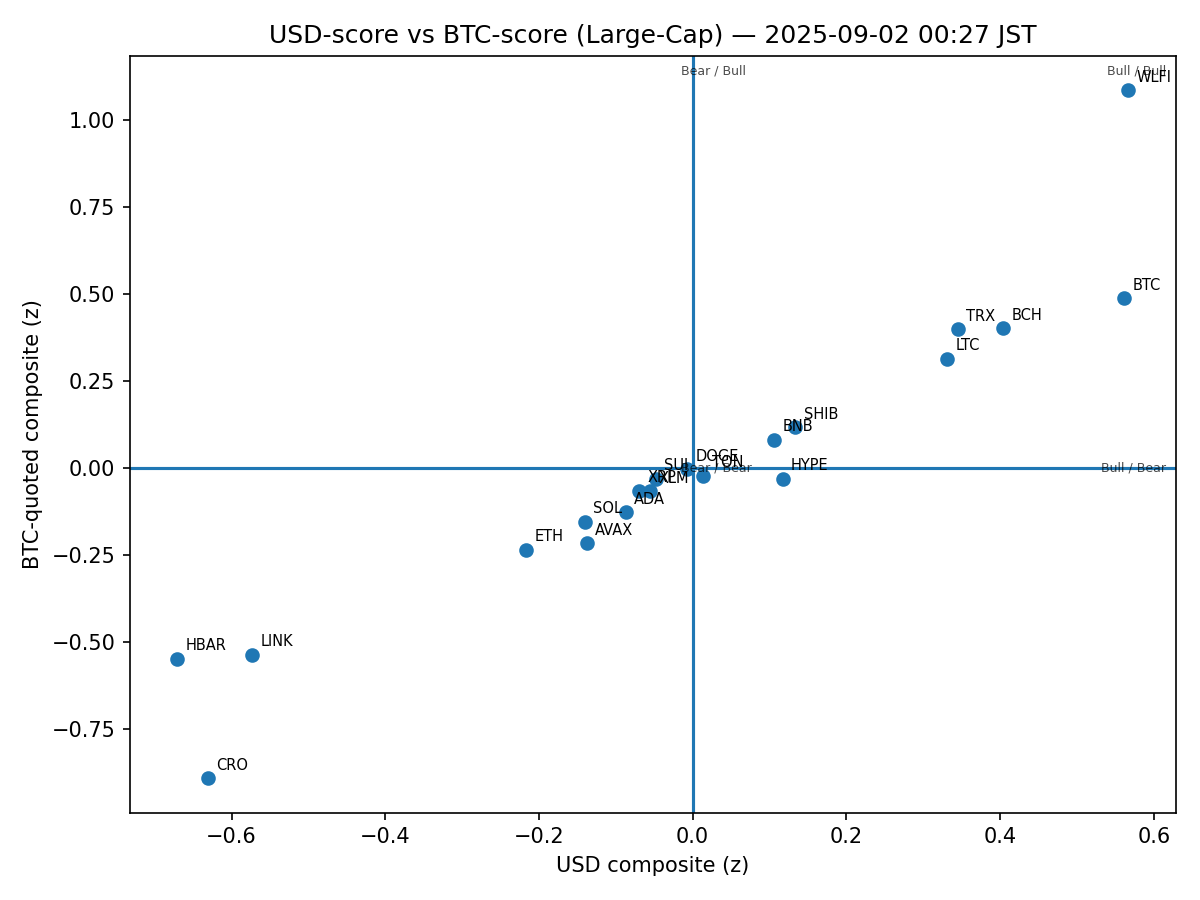 USD-score vs BTC-score (Large-Cap) — 2025-09-02 00:27 JST
Bear / Bull
Bull / Bull
WLFI
1.00
0.75
0.50
BTC
TRX
BCH
LTC
0.25
SHIB
BNB
DOGE
TON
SUI
HYPE
0.00
Bear / Bear
Bull / Bear
XRP
XLM
ADA
SOL
AVAX
ETH
−0.25
−0.50
HBAR
LINK
−0.75
CRO
−0.6
−0.4
−0.2
0.0
0.2
0.4
0.6
USD composite (z)
BTC-quoted composite (z)